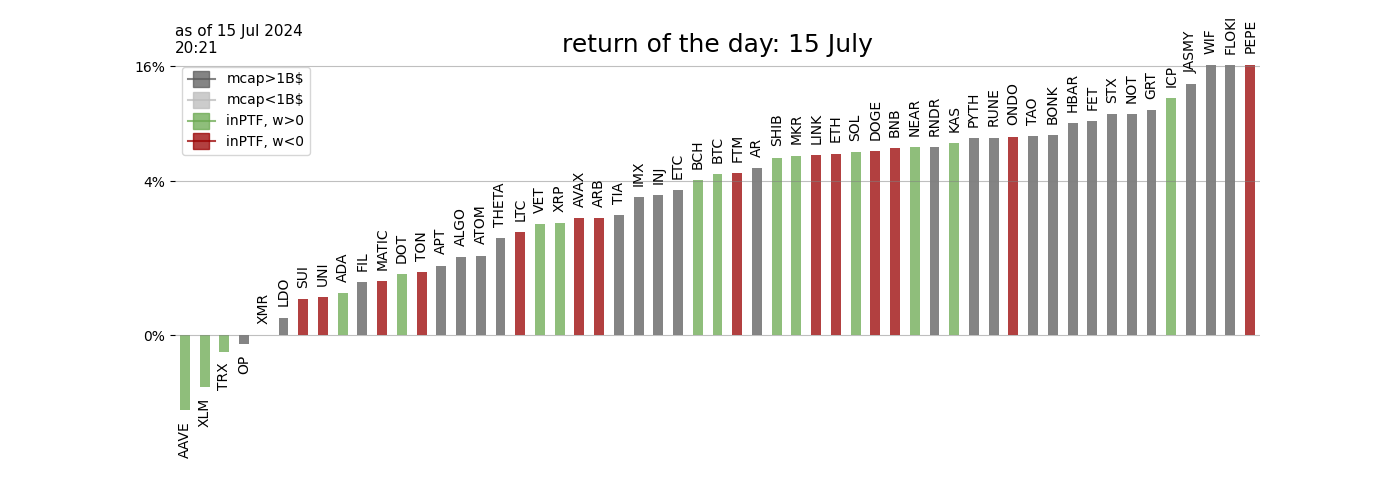 as of 15 Jul 2024
20:21
return of the day: 15 July
16%
4%
0%
mcap>1B$
mcap<1B$
inPTF, w>0
inPTF, w<0
AAVE
XLM
TRX
OP
XMR
LDO
SUI
UNI
ADA
FIL
MATIC
DOT
TON
APT
ALGO
ATOM
THETA
LTC
VET
XRP
AVAX
ARB
TIA
IMX
INJ
ETC
BCH
BTC
FTM
AR
SHIB
MKR
LINK
ETH
SOL
DOGE
BNB
NEAR
RNDR
KAS
PYTH
RUNE
ONDO
TAO
BONK
HBAR
FET
STX
NOT
GRT
ICP
JASMY
WIF
FLOKI
PEPE